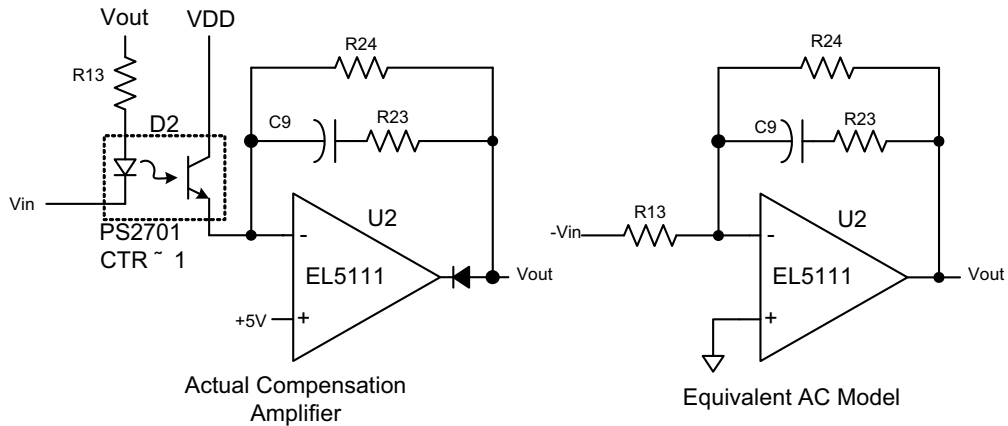 Vout
VDD
R13
D2
Vin
PS2701
CTR ~ 1
R24
C9
R23
U2
-
EL5111
+5V
+
Vout
Actual Compensation
Amplifier
R24
C9
R23
R13
-Vin
U2
-
EL5111
+
Vout
Equivalent AC Model